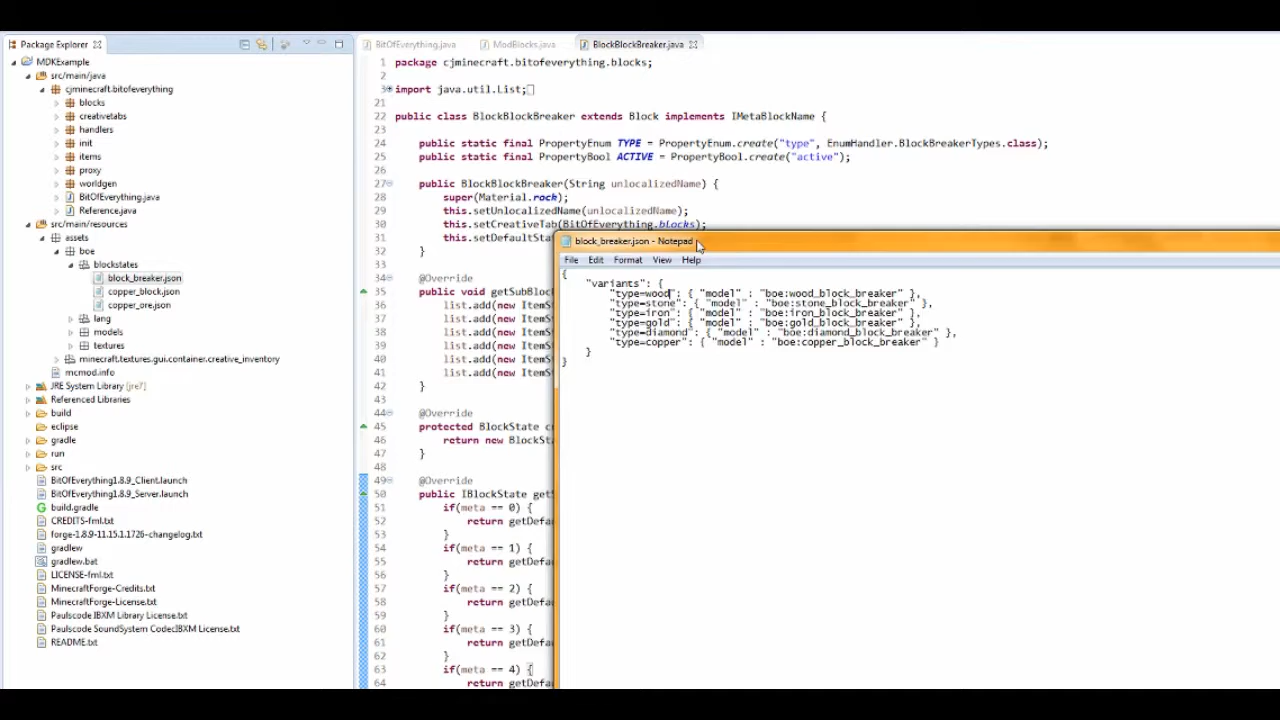 Package Explorer
MDKExample
src/main/java
cjminecraft.bitofeverything
blocks
creativetabs
handlers
init
items
proxy
worldgen
BitOfEverything.java
Reference.java
src/main/resources
assets
boe
blockstates
block_breaker.json
copper_block.json
copper_ore.json
lang
models
textures
minecraft.textures.gui.container.creative_inventory
mcmod.info
JRE System Library [jre7]
Referenced Libraries
build
eclipse
gradle
run
src
BitOfEverything1.8.9_Client.launch
BitOfEverything1.8.9_Server.launch
build.gradle
CREDITS-fml.txt
forge-1.8.9-11.15.1.1726-changelog.txt
gradlew
gradlew.bat
LICENSE-fml.txt
MinecraftForge-Credits.txt
MinecraftForge-License.txt
Paulscode IBXM Library License.txt
Paulscode SoundSystem CodecIBXM License.txt
README.txt
BitOfEverything.java ModBlocks.java BlockBlockBreaker.java
1 package cjminecraft.bitofeverything.blocks;
2
3 import java.util.List;
21
22 public class BlockBlockBreaker extends Block implements IMetaBlockName {
23
24 public static final PropertyEnum TYPE = PropertyEnum.create("type", EnumHandler.BlockBreakerTypes.class);
25 public static final PropertyBool ACTIVE = PropertyBool.create("active");
26
27 public BlockBlockBreaker(String unlocalizedName) {
28 super(Material.rock);
29 this.setUnlocalizedName(unlocalizedName);
30 this.setCreativeTab(BitOfEverything.blocks);
31 this.setDefaultSta
32 }
33
34 @Override
35 public void getSubBlock
36 list.add(new ItemS
37 list.add(new ItemS
38 list.add(new ItemS
39 list.add(new ItemS
40 list.add(new ItemS
41 list.add(new ItemS
42 }
43
44 @Override
45 protected BlockState c
46 return new BlockSta
47 }
48
49 @Override
50 public IBlockState getS
51 if(meta == 0) {
52 return getDefa
53 }
54 if(meta == 1) {
55 return getDefa
56 }
57 if(meta == 2) {
58 return getDefa
59 }
60 if(meta == 3) {
61 return getDefa
62 }
63 if(meta == 4) {
64 return getDefa
block_breaker.json - Notepad
File Edit Format View Help
{
"variants": {
"type=wood": { "model" : "boe:wood_block_breaker" },
"type=stone": { "model" : "boe:stone_block_breaker" },
"type=iron": { "model" : "boe:iron_block_breaker" },
"type=gold": { "model" : "boe:gold_block_breaker" },
"type=diamond": { "model" : "boe:diamond_block_breaker" },
"type=copper": { "model" : "boe:copper_block_breaker" }
}
}